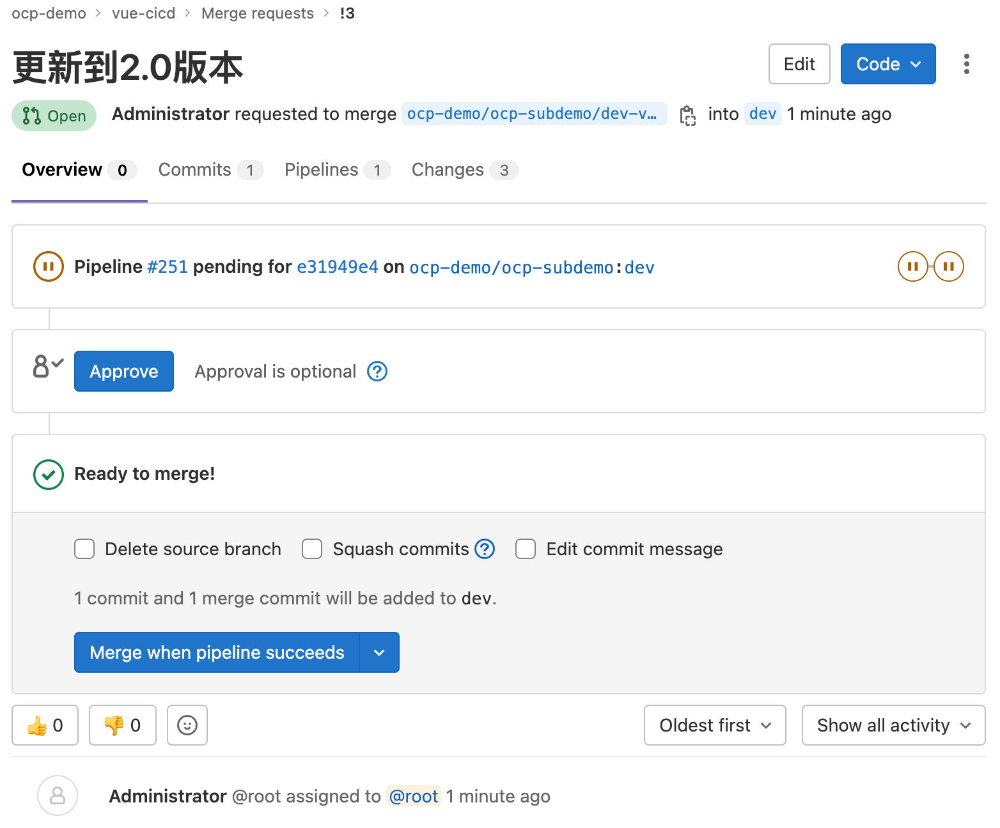 ocp-demo > vue-cicd > Merge requests > !3
更新到2.0版本
Edit
Code
Open
Administrator requested to merge ocp-demo/ocp-subdemo/dev-v… into dev 1 minute ago
Overview 0 Commits 1 Pipelines 1 Changes 3
Pipeline #251 pending for e31949e4 on ocp-demo/ocp-subdemo:dev
Approve Approval is optional
Ready to merge!
Delete source branch Squash commits Edit commit message
1 commit and 1 merge commit will be added to dev.
Merge when pipeline succeeds
0 0 Oldest first Show all activity
Administrator @root assigned to @root 1 minute ago